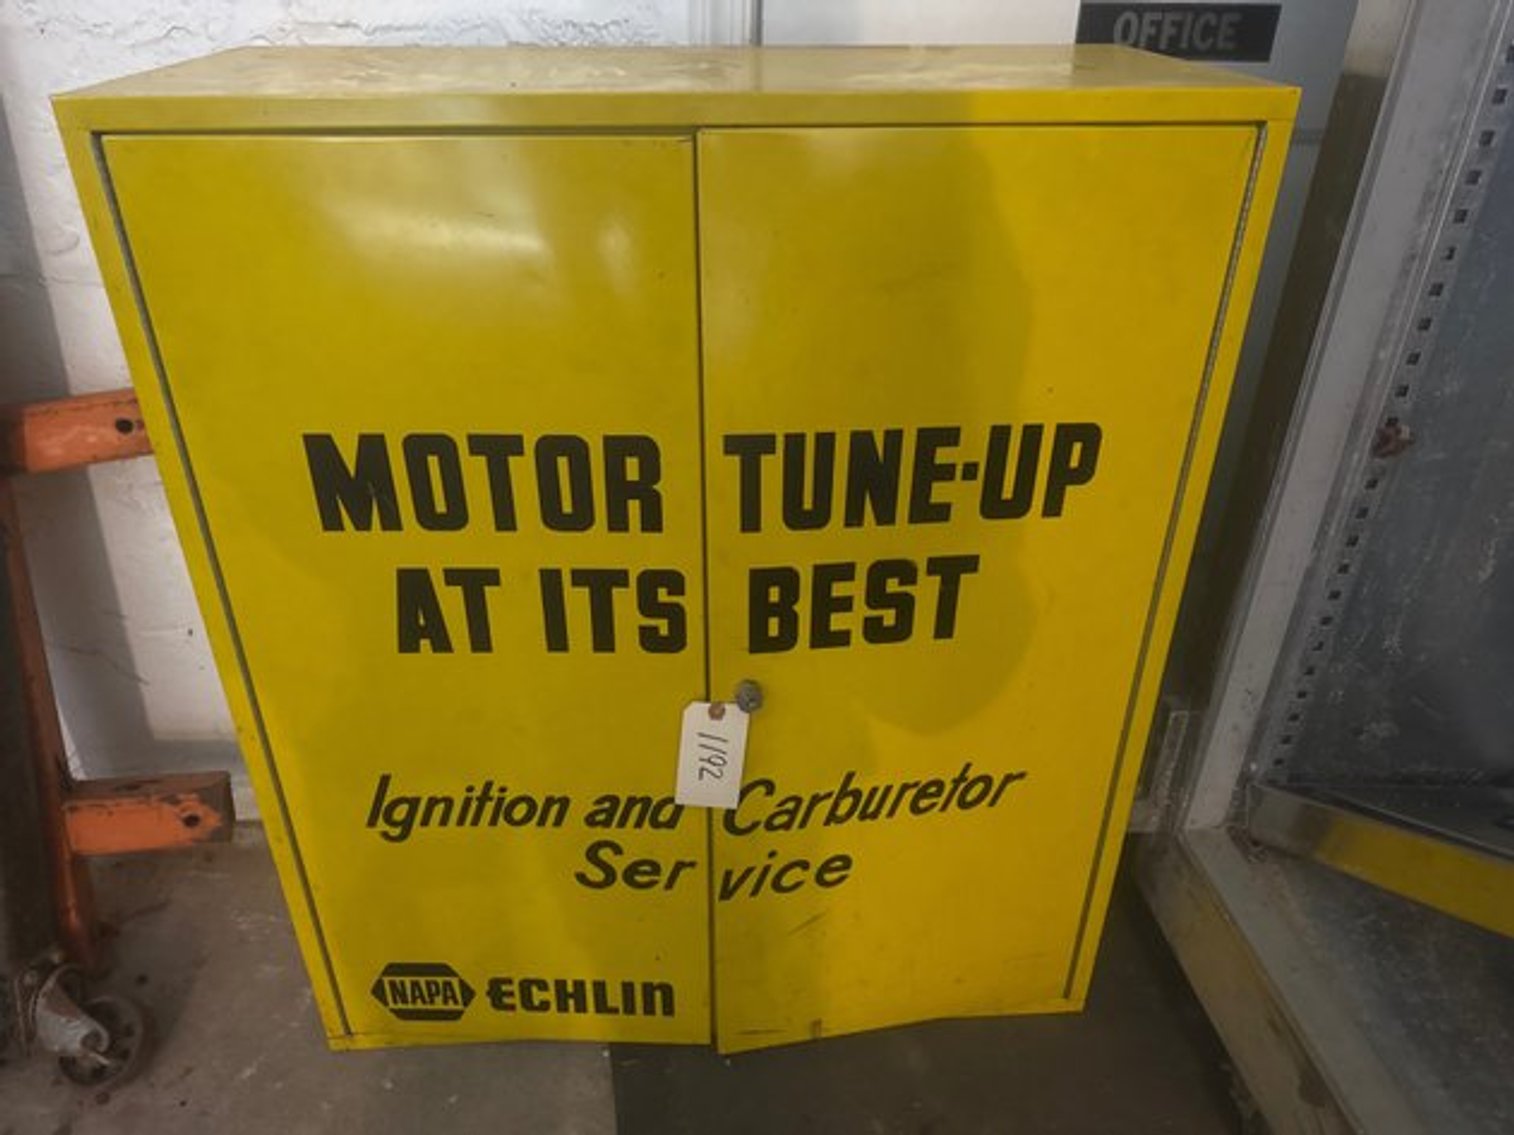 OFFICE
MOTOR TUNE-UP
AT ITS BEST
1192
Ignition and Carburetor
Service
NAPA ECHLIN